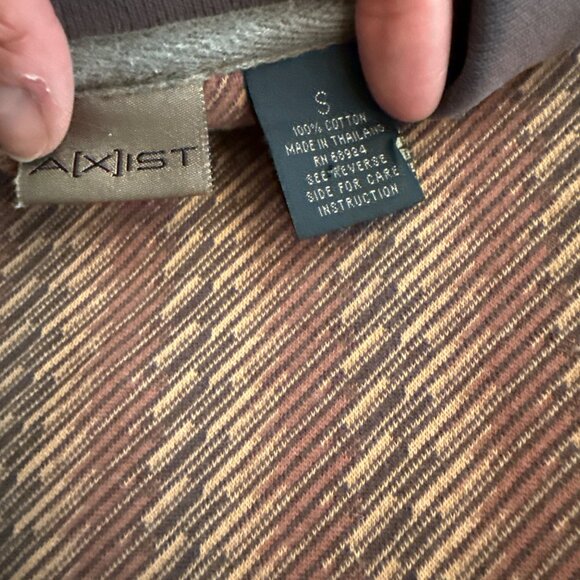 A[X]IST
S
100% COTTON
MADE IN THAILAND
RN 68924
SEE REVERSE
SIDE FOR CARE
INSTRUCTION